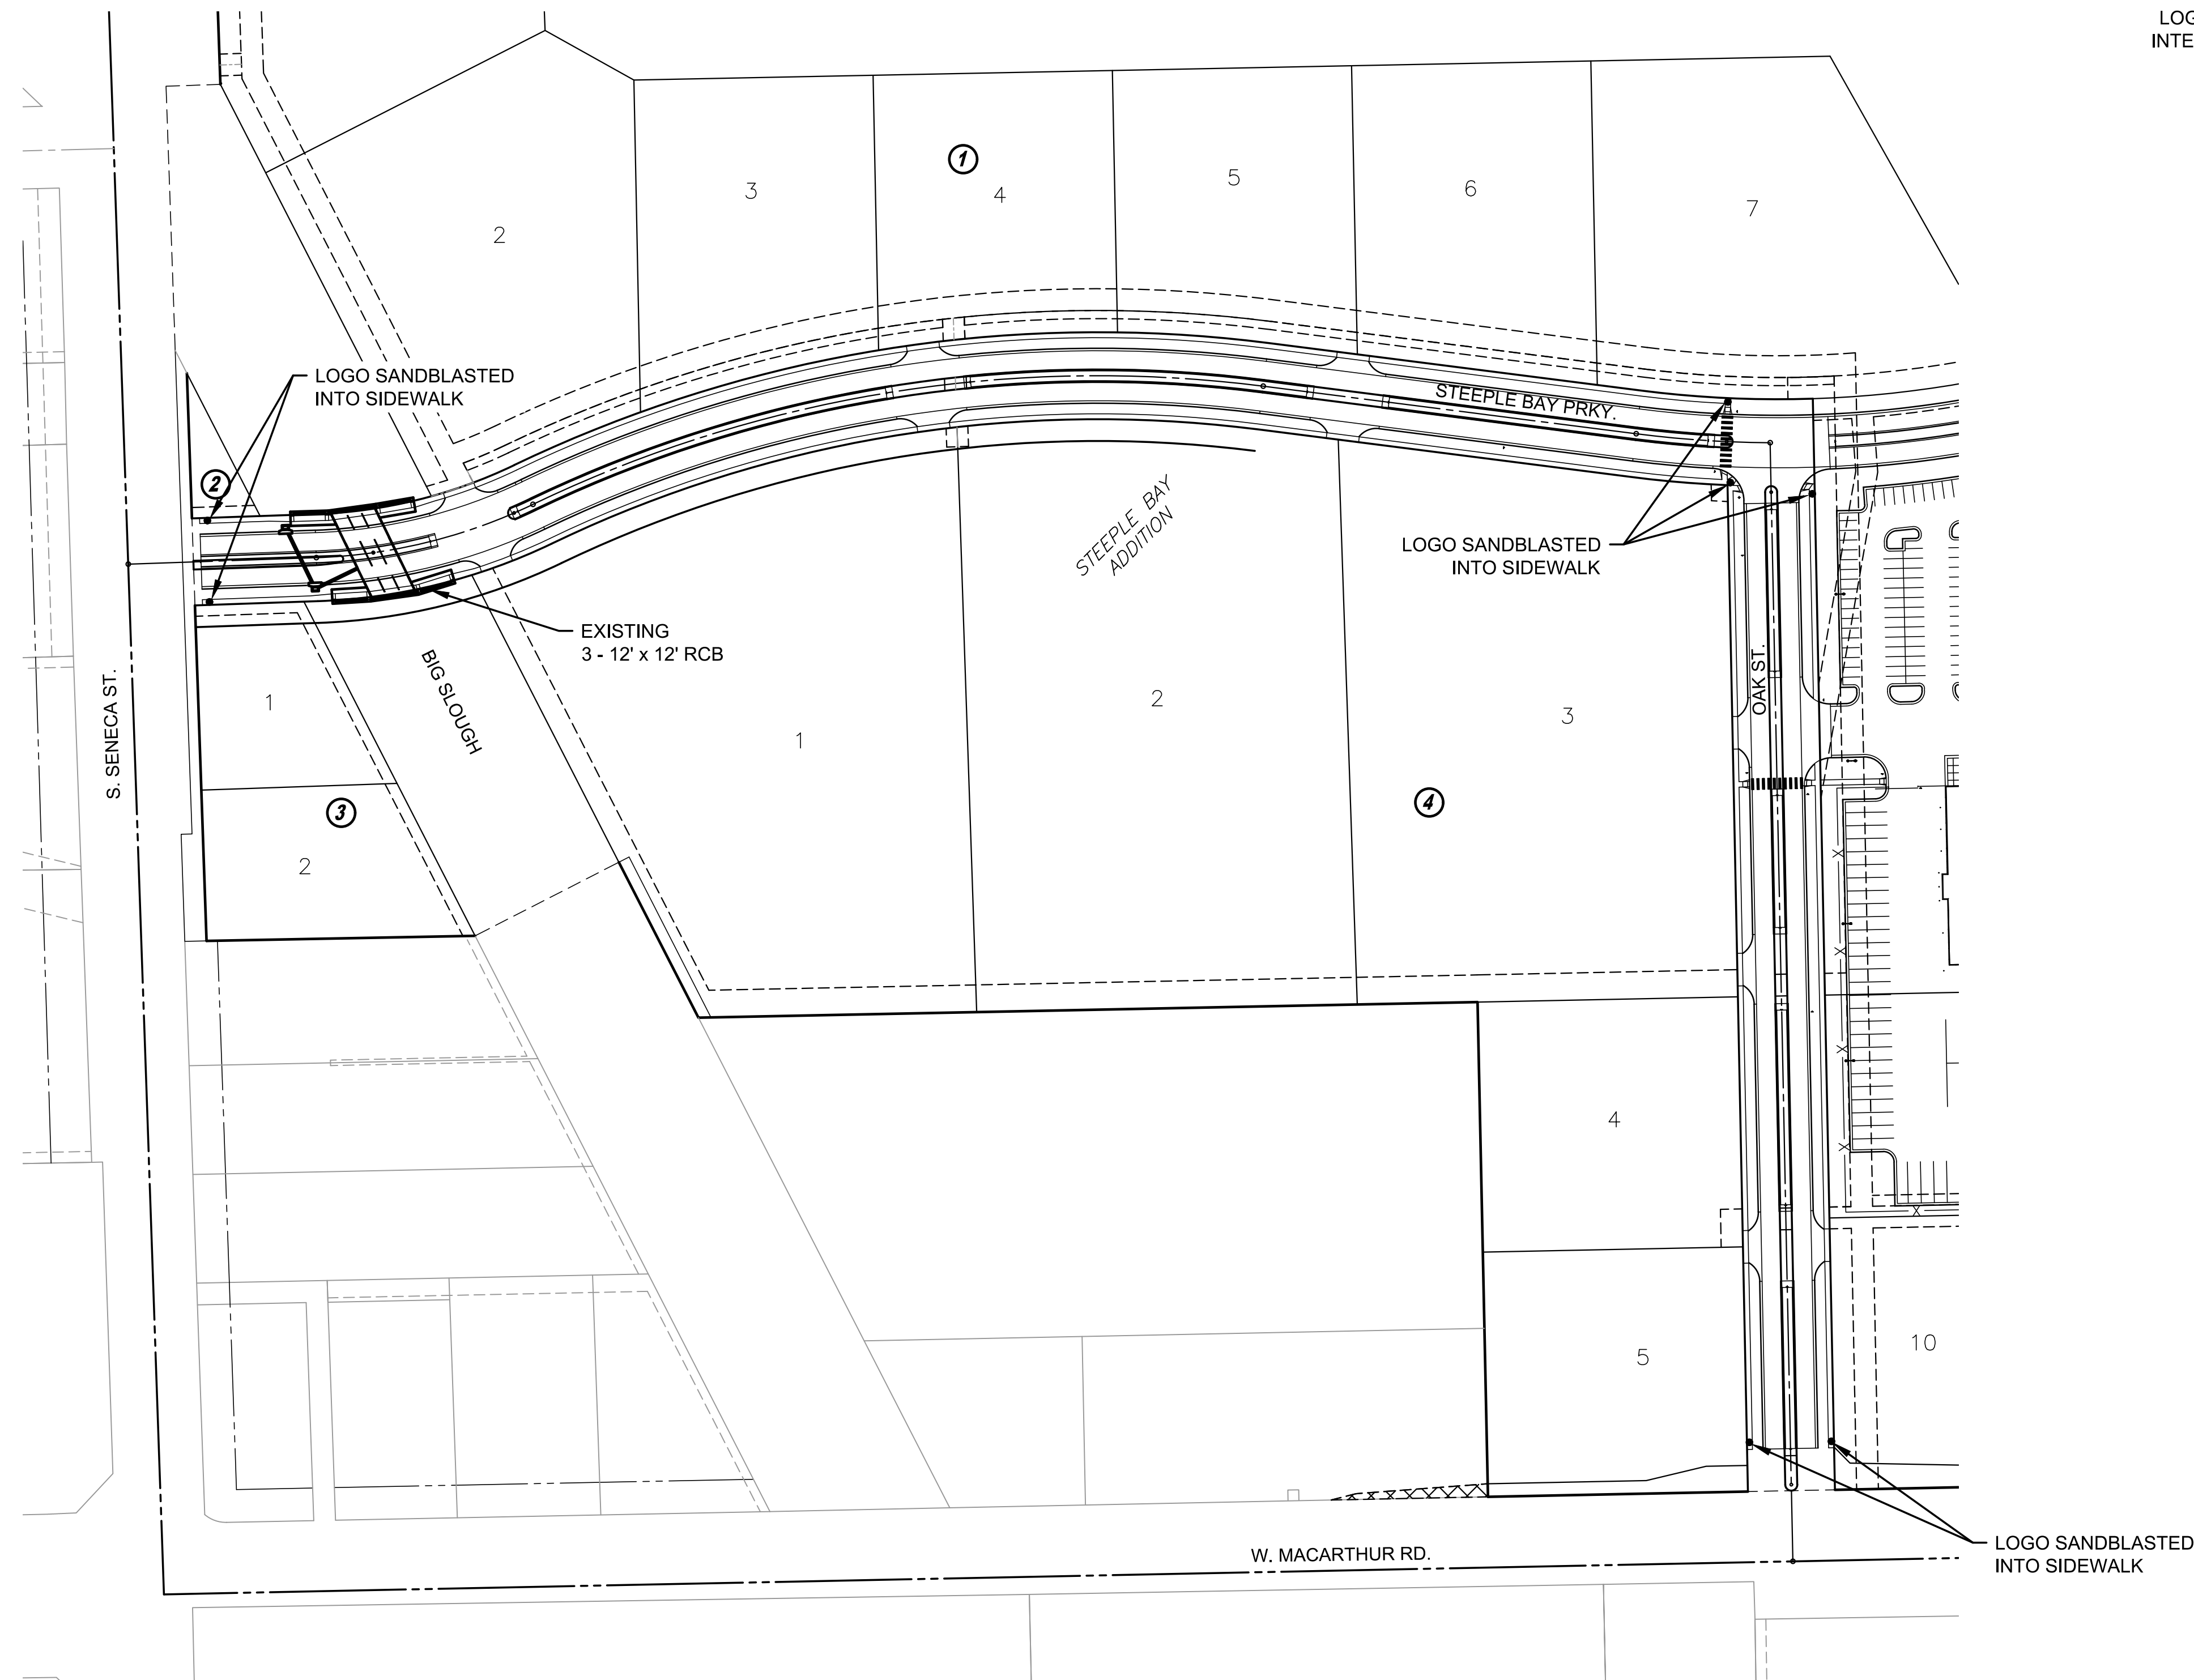 LOG
INTE
1
2
3
4
5
6
7
STEEPLE BAY PRKY.
LOGO SANDBLASTED
INTO SIDEWALK
2
STEEPLE BAY
ADDITION
LOGO SANDBLASTED
INTO SIDEWALK
EXISTING
3 - 12' x 12' RCB
BIG SLOUGH
S. SENECA ST.
OAK ST.
1
1
2
3
3
4
2
4
5
10
LOGO SANDBLASTED
INTO SIDEWALK
W. MACARTHUR RD.